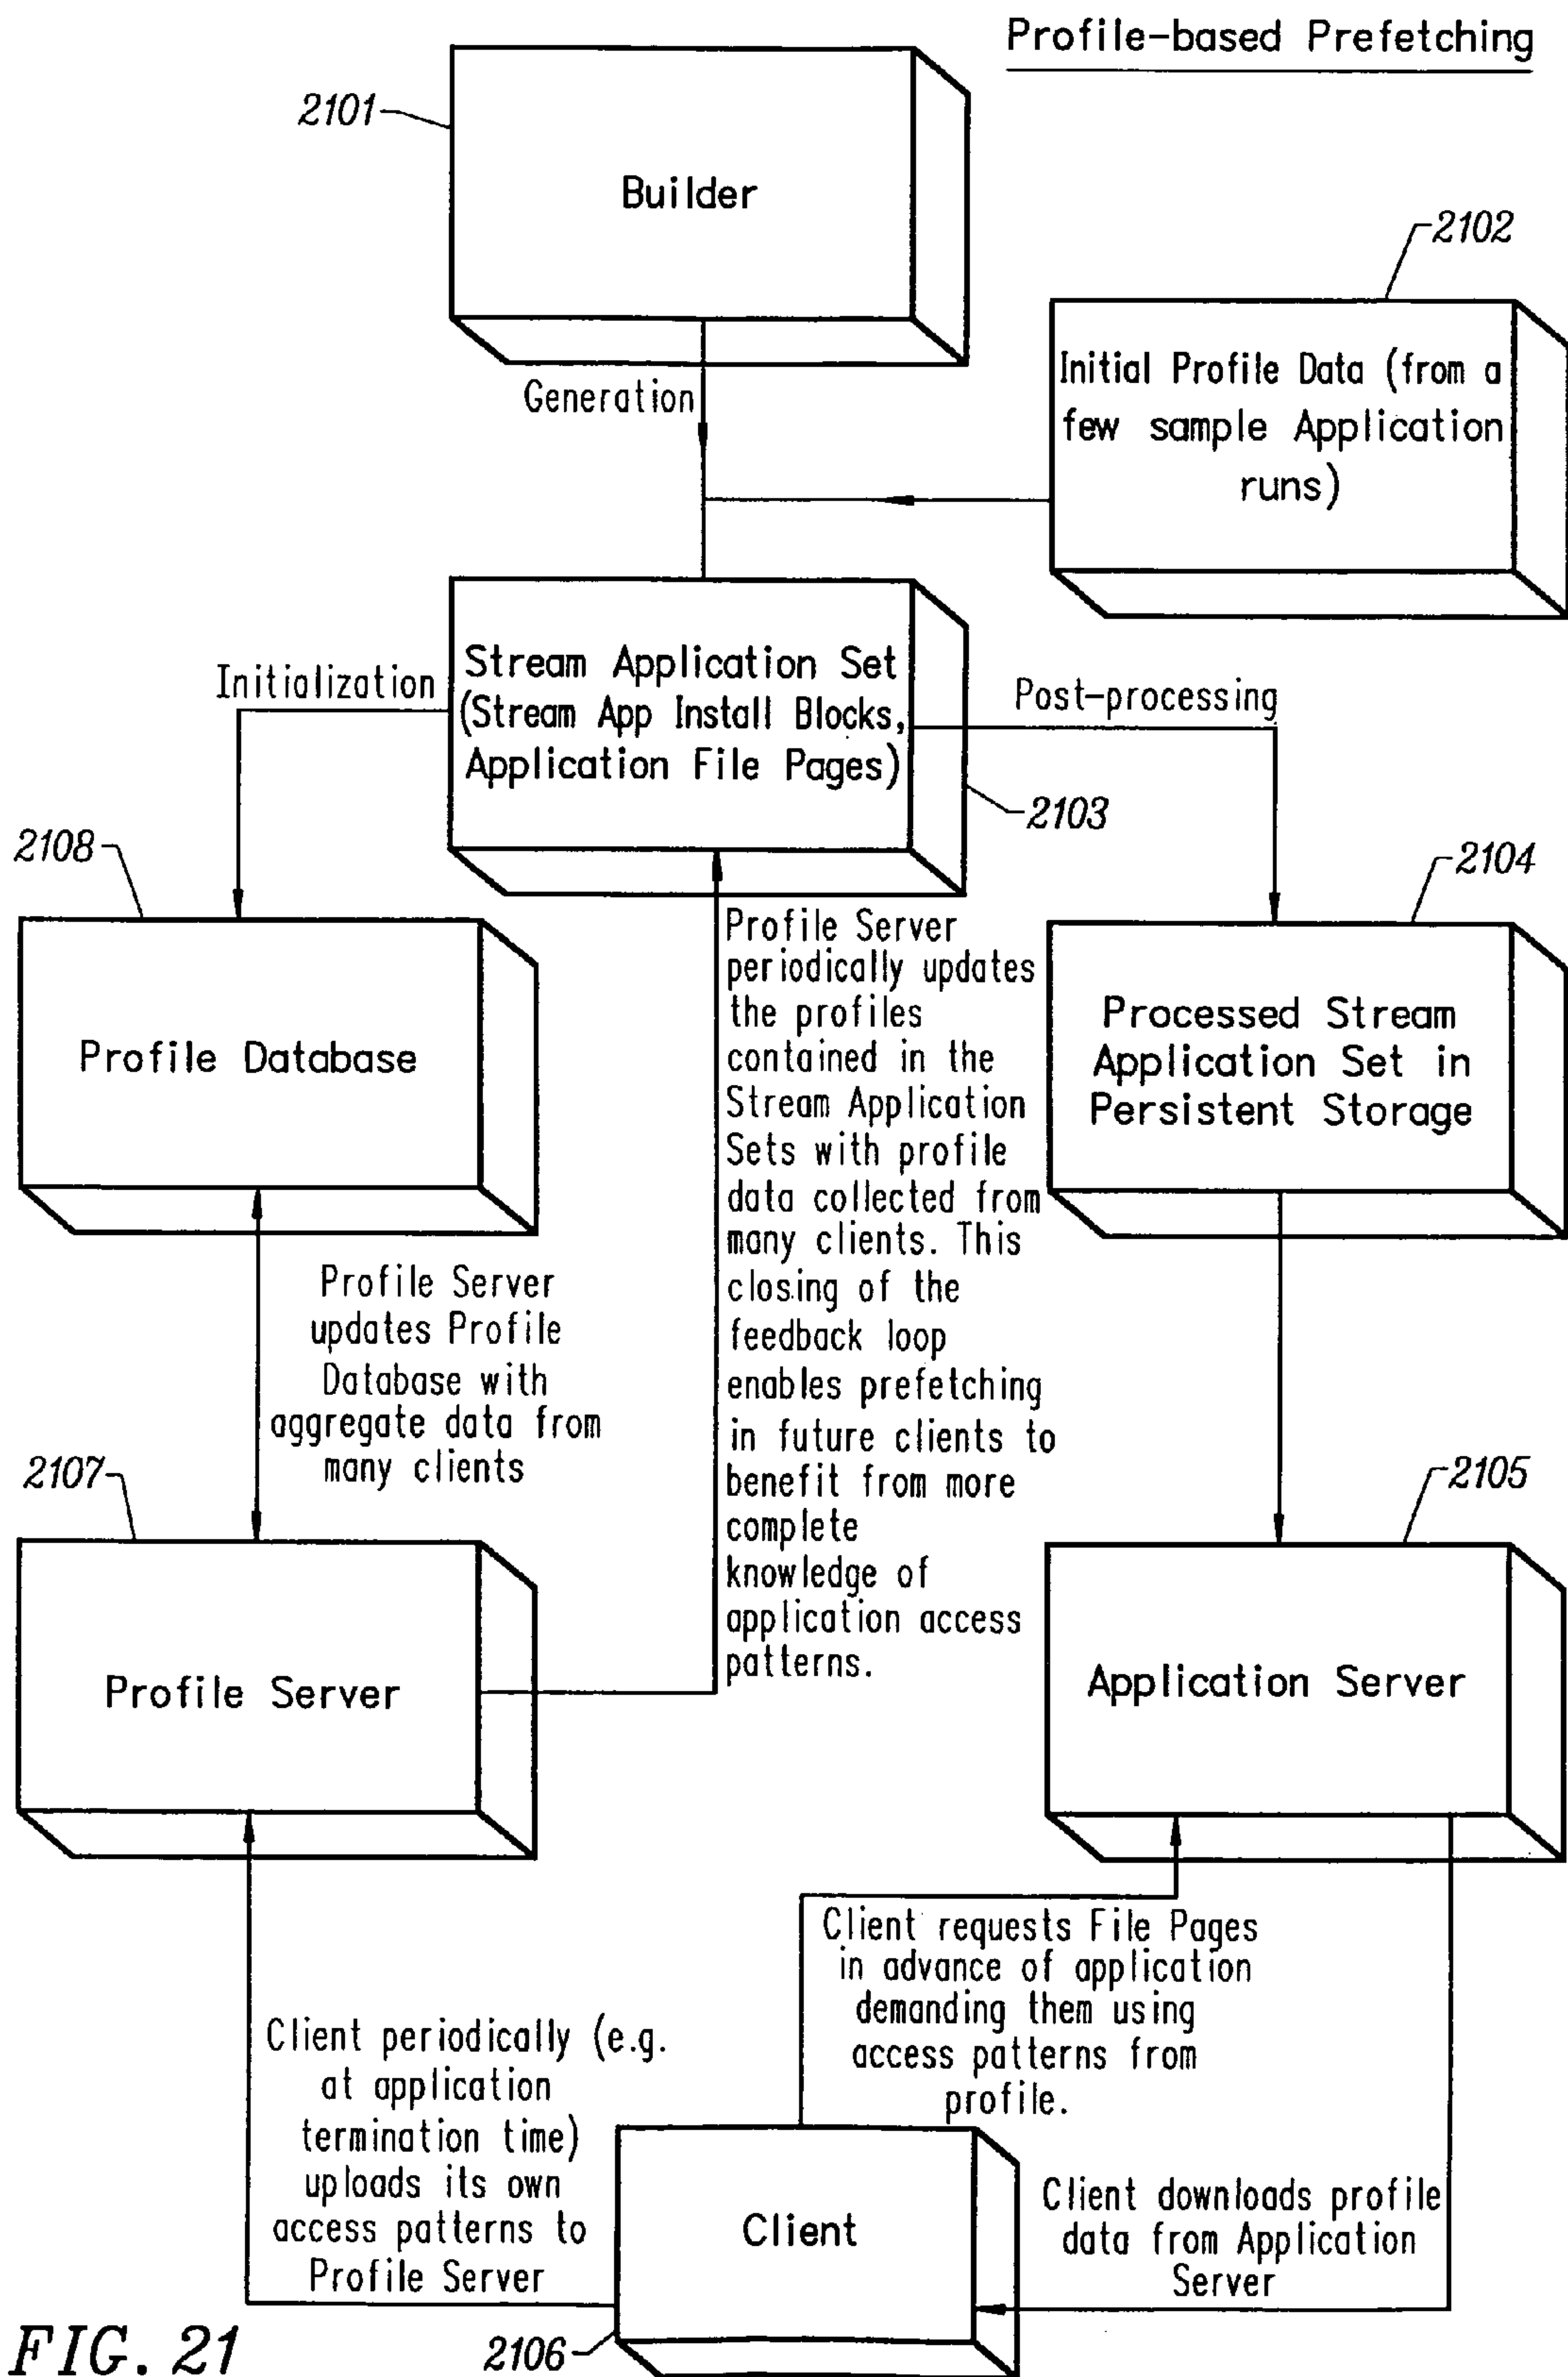 Profile-based Prefetching
2101
Builder
2102
Initial Profile Data (from a
few sample Application
runs)
Generation
Stream Application Set
(Stream App Install Blocks,
Application File Pages)
Initialization
Post-processing
2103
2108
2104
Profile Database
Profile Server
periodically updates
the profiles
contained in the
Stream Application
Sets with profile
data collected from
many clients. This
closing of the
feedback loop
enables prefetching
in future clients to
benefit from more
complete
knowledge of
application access
patterns.
Processed Stream
Application Set in
Persistent Storage
Profile Server
updates Profile
Database with
aggregate data from
many clients
2107
2105
Profile Server
Application Server
Client requests File Pages
in advance of application
demanding them using
access patterns from
profile.
Client periodically (e.g.
at application
termination time)
uploads its own
access patterns to
Profile Server
Client
Client downloads profile
data from Application
Server
2106
FIG. 21